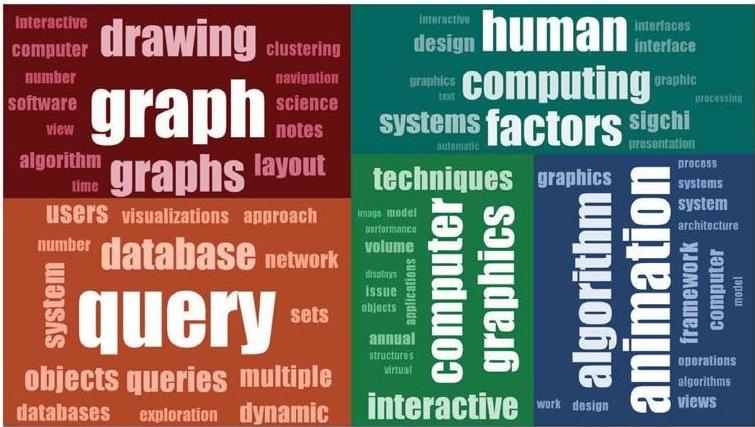 interactive
drawing
computer
clustering
number
navigation
software
graph
science
view
notes
algorithm
graphs
layout
time
interactive
human
interfaces
design
interface
graphics
computing
graphic
text
processing
systems
factors
sigchi
automatic
presentation
users
visualizations
approach
number
database
network
system
query
sets
objects
queries
multiple
databases
exploration
dynamic
techniques
image
model
performance
volume
computer
graphics
displays
applications
issue
objects
annual
structures
virtual
interactive
graphics
algorithm
animation
process
systems
system
architecture
framework
computer
model
operations
algorithms
work
design
views